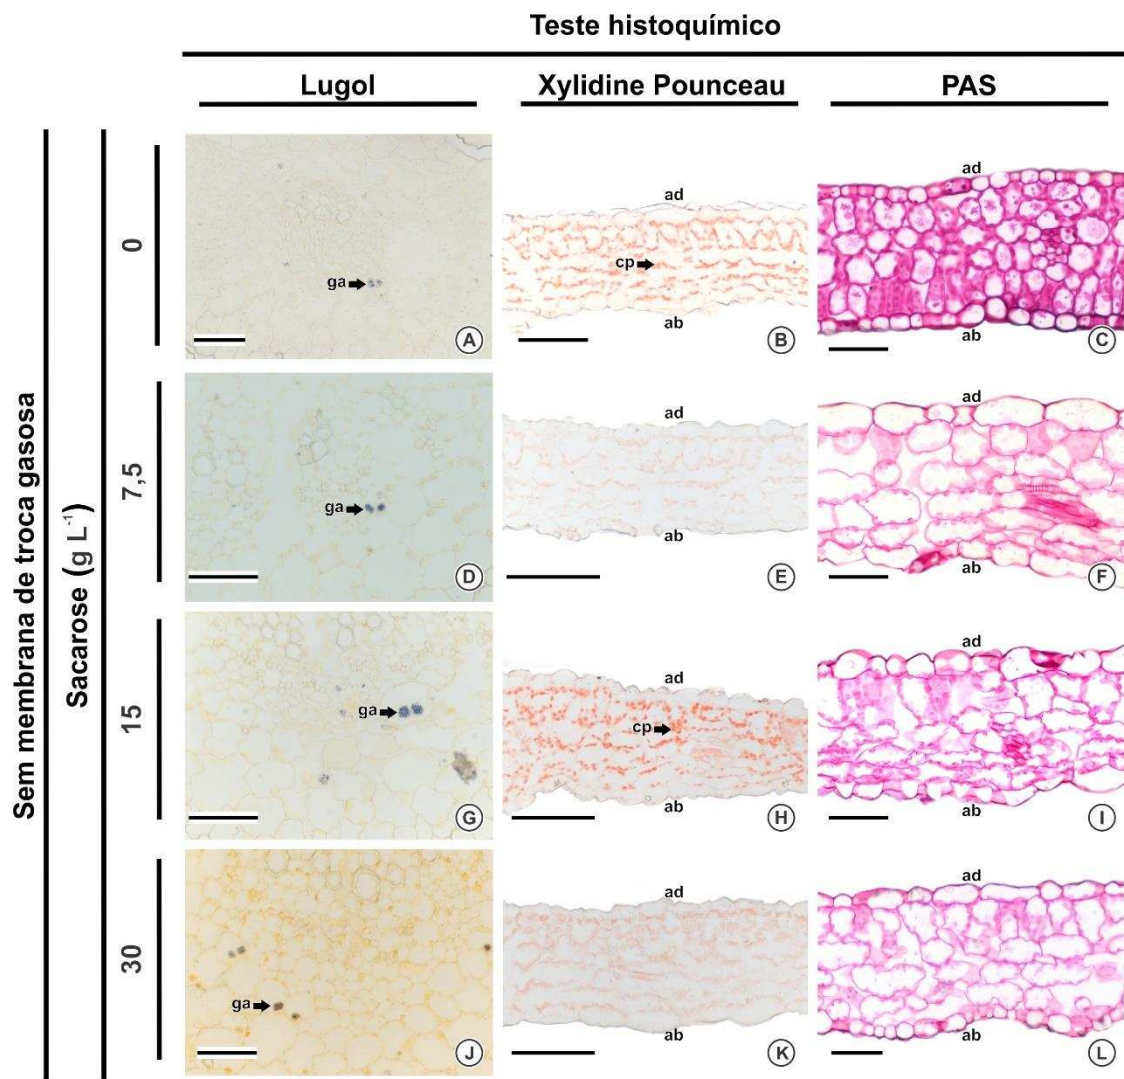 Teste histoquímico
Lugol
Xylidine Pounceau
PAS
Sem membrana de troca gasosa
Sacarose (g L-1)
0
ga
A
ad
cp
ab
B
ad
ab
C
7,5
ga
D
ad
ab
E
ad
ab
F
15
ga
G
ad
cp
ab
H
ad
ab
I
30
ga
J
ad
ab
K
ad
ab
L